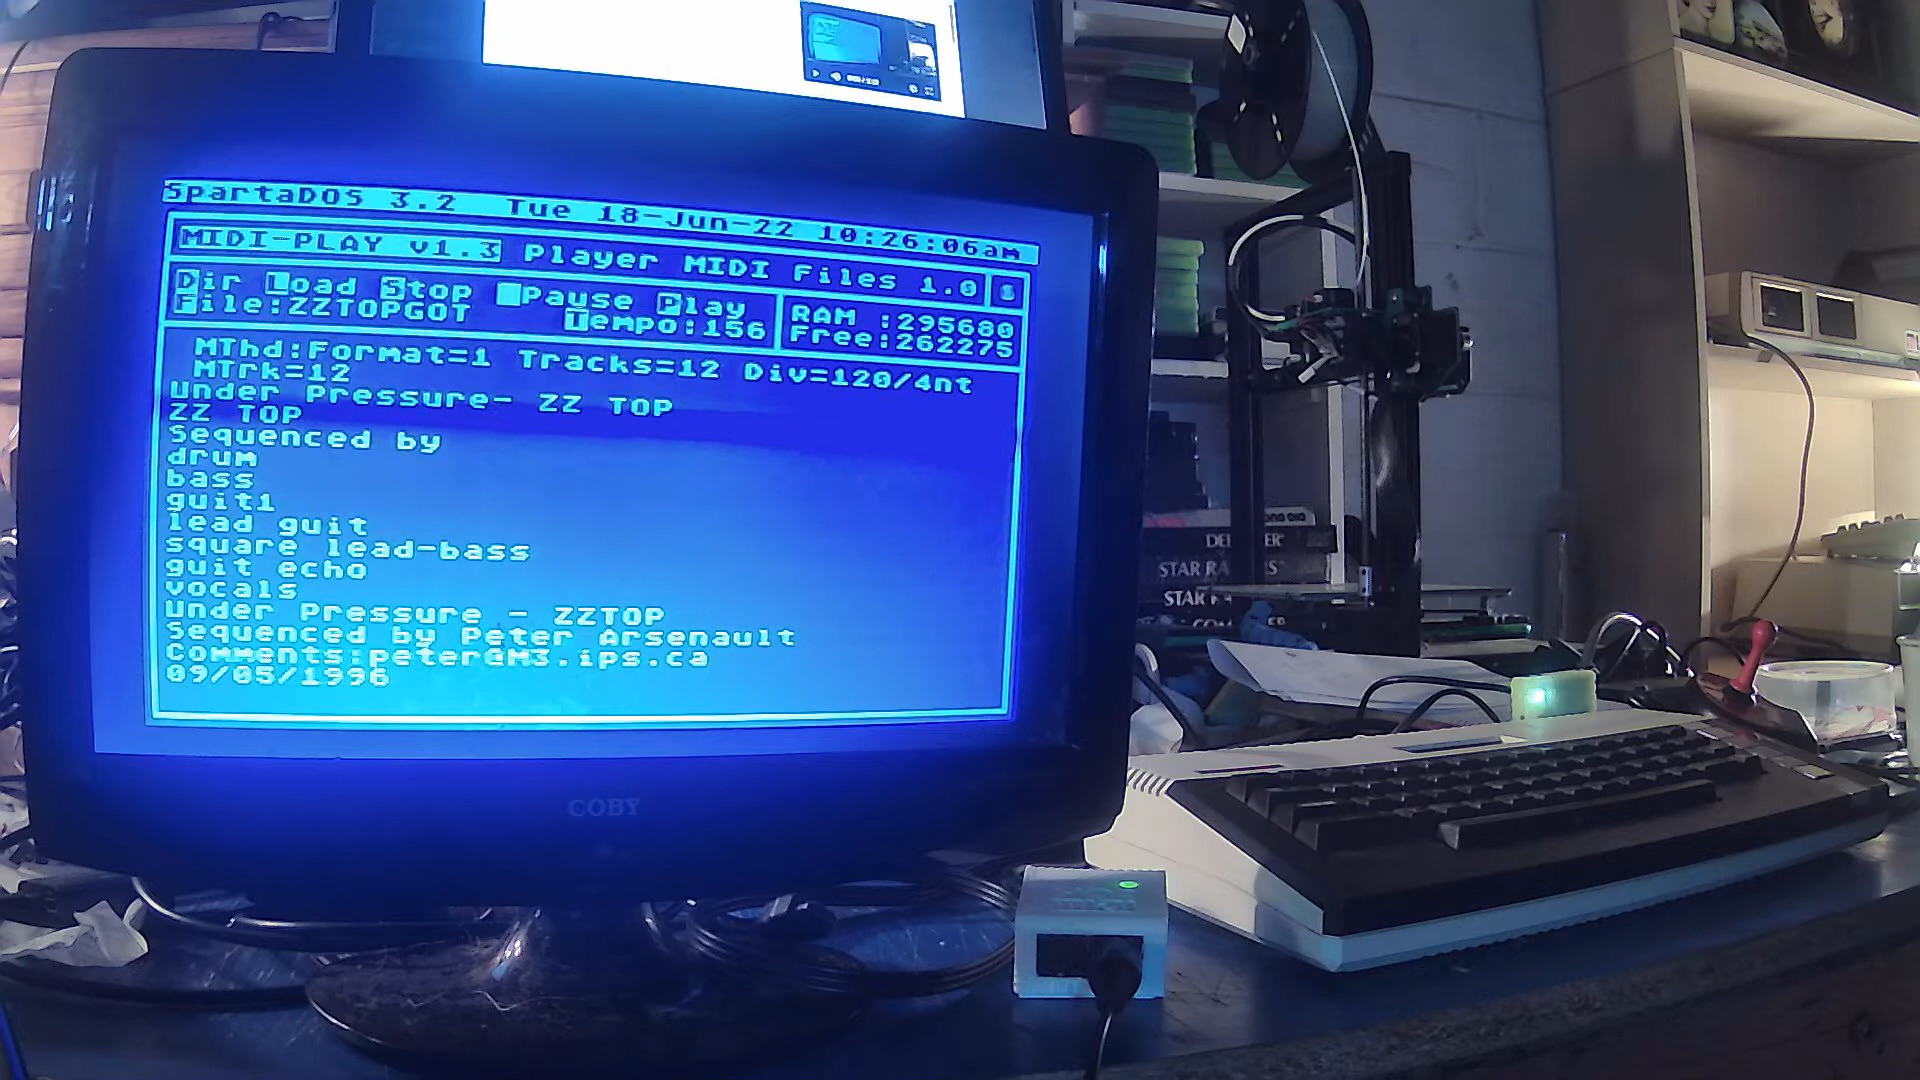 SpartaDOS 3.2 Tue 18-Jun-22 10:26:06am
MIDI-PLAY v1.3 Player MIDI Files 1.0
Dir Load Stop Pause Play
File:ZZTOPGOT Tempo:156
RAM :295680
Free:262275
MThd:Format=1 Tracks=12 Div=120/4nt
MTrk=12
Under Pressure- ZZ TOP
ZZ TOP
Sequenced by
drum
bass
guit1
lead guit
square lead-bass
guit echo
vocals
Under Pressure - ZZTOP
Sequenced by Peter Arsenault
Comments:peter@M3.ips.ca
09/05/1996
COBY
STAR